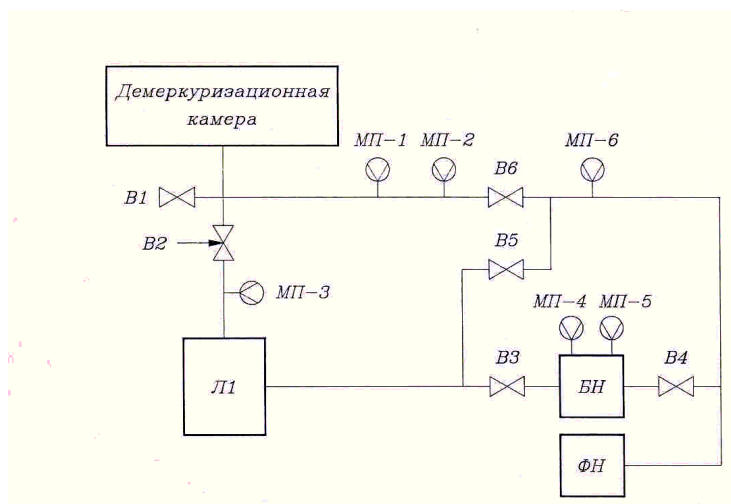 Демеркуризационная
камера
МП-1
МП-2
В6
МП-6
В1
В2
В5
МП-3
МП-4
МП-5
В3
В4
Л1
БН
ФН